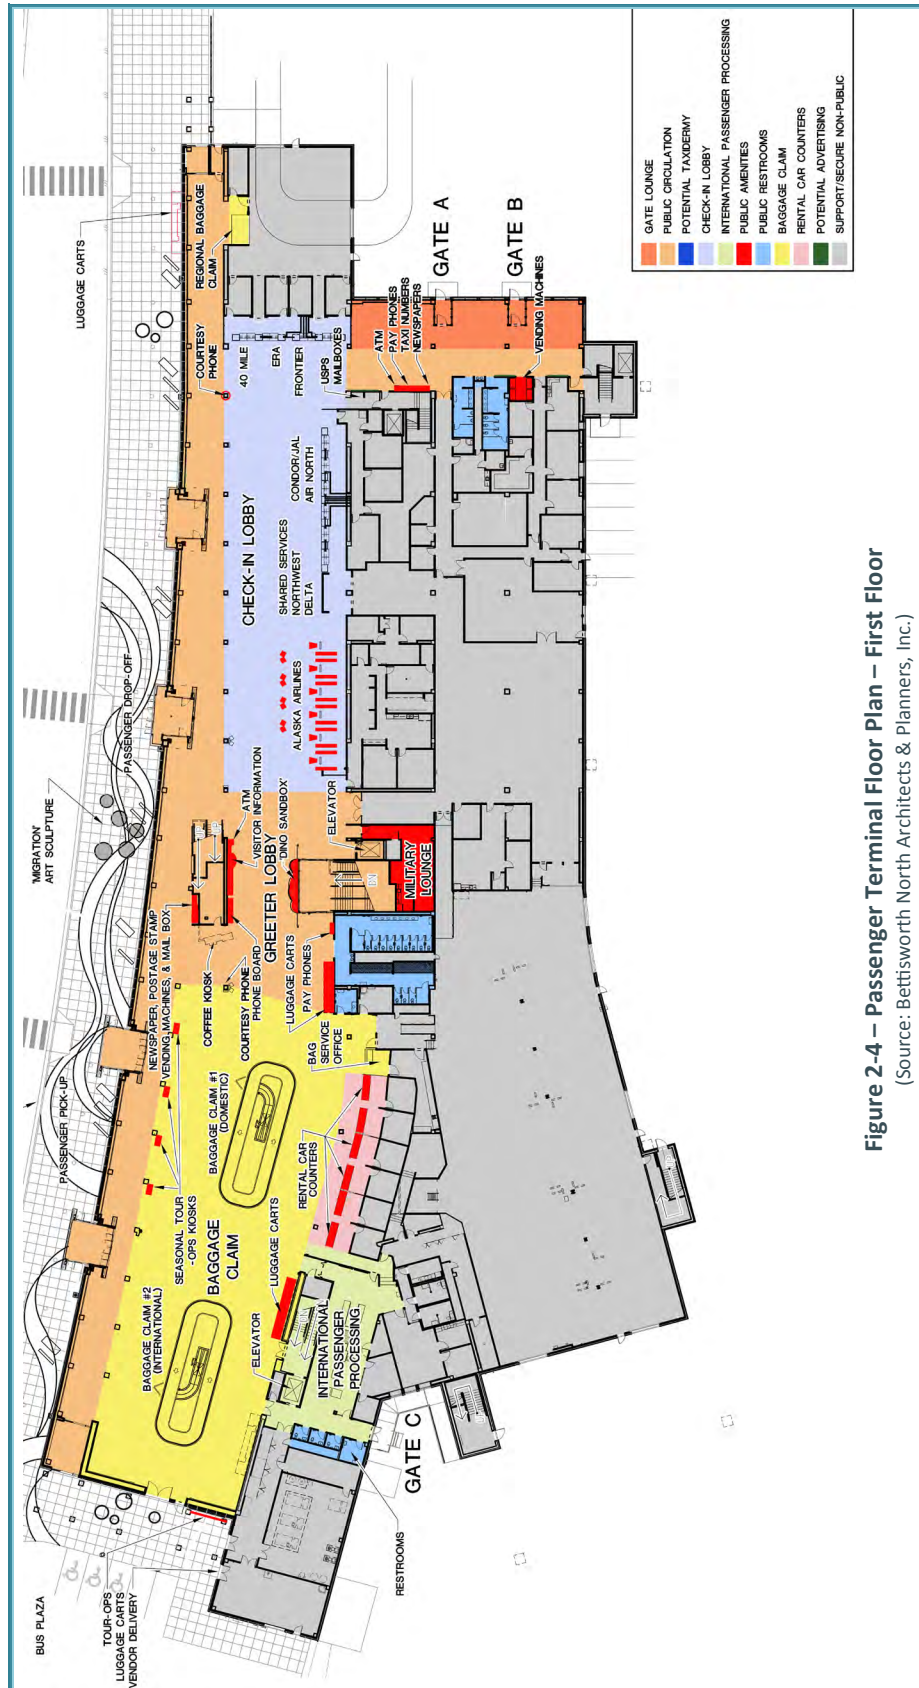 BUS PLAZA
TOUR-OPS
LUGGAGE CARTS
VENDOR DELIVERY
PASSENGER PICK-UP
'MIGRATION'
ART SCULPTURE
PASSENGER DROP-OFF
LUGGAGE CARTS
NEWSPAPER, POSTAGE STAMP
VENDING MACHINES, & MAIL BOX
SEASONAL TOUR
-OPS KIOSKS
COFFEE KIOSK
COURTESY PHONE
PHONE BOARD
ATM
VISITOR INFORMATION
GREETER LOBBY
'DINO SANDBOX'
ELEVATOR
MILITARY
LOUNGE
UP
UP
DN
LUGGAGE CARTS
PAY PHONES
BAG
SERVICE
OFFICE
BAGGAGE CLAIM #1
(DOMESTIC)
BAGGAGE CLAIM #2
(INTERNATIONAL)
BAGGAGE
CLAIM
RENTAL CAR
COUNTERS
LUGGAGE CARTS
ELEVATOR
INTERNATIONAL
PASSENGER
PROCESSING
GATE C
RESTROOMS
CHECK-IN LOBBY
ALASKA AIRLINES
SHARED SERVICES
NORTHWEST
DELTA
CONDOR/JAL
AIR NORTH
40 MILE
ERA
FRONTIER
USPS
MAILBOXES
COURTESY
PHONE
REGIONAL BAGGAGE
CLAIM
ATM
PAY PHONES
TAXI NUMBERS
NEWSPAPERS
GATE A
GATE B
VENDING MACHINES
GATE LOUNGE
PUBLIC CIRCULATION
POTENTIAL TAXIDERMY
CHECK-IN LOBBY
INTERNATIONAL PASSENGER PROCESSING
PUBLIC AMENITIES
PUBLIC RESTROOMS
BAGGAGE CLAIM
RENTAL CAR COUNTERS
POTENTIAL ADVERTISING
SUPPORT/SECURE NON-PUBLIC
Figure 2-4 – Passenger Terminal Floor Plan – First Floor
(Source: Bettisworth North Architects & Planners, Inc.)